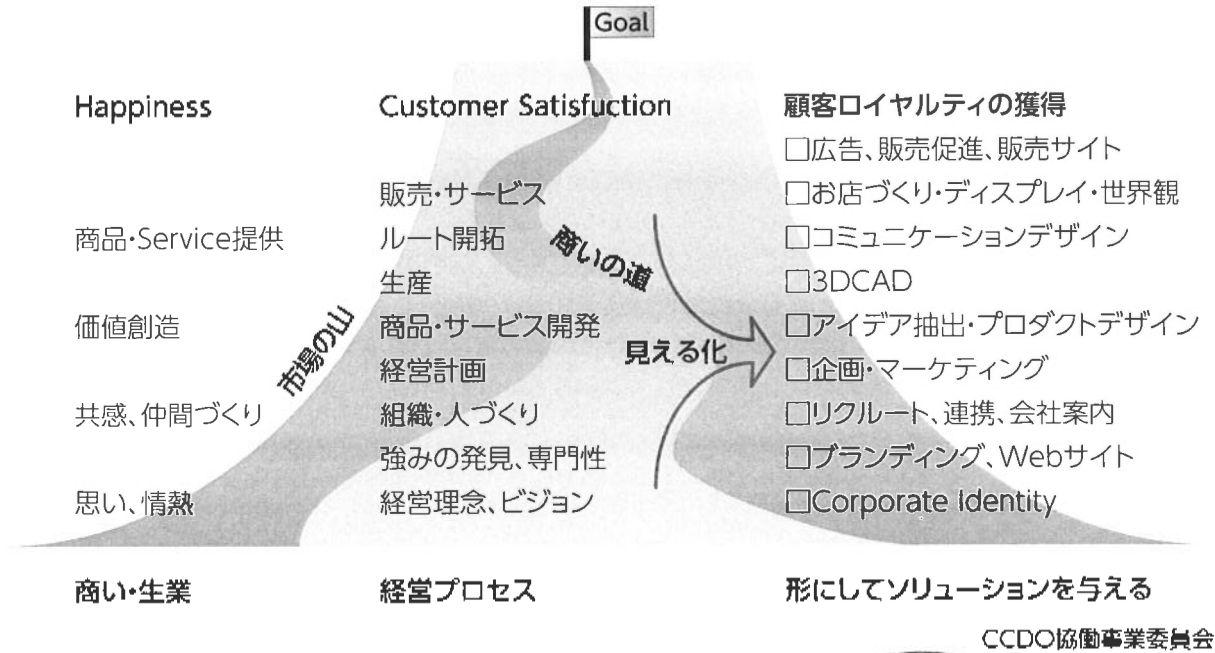 Goal
Happiness
Customer Satisfuction
顧客ロイヤルティの獲得
□広告、販売促進、販売サイト
販売・サービス
□お店づくり・ディスプレイ・世界観
商品・Service提供
ルート開拓
商いの道
□コミュニケーションデザイン
生産
□3DCAD
価値創造
市場の山
商品・サービス開発
見える化
□アイデア抽出・プロダクトデザイン
経営計画
□企画・マーケティング
共感、仲間づくり
組織・人づくり
□リクルート、連携、会社案内
強みの発見、専門性
□ブランディング、Webサイト
思い、情熱
経営理念、ビジョン
□Corporate Identity
商い・生業
経営プロセス
形にしてソリューションを与える
CCDO協働事業委員会